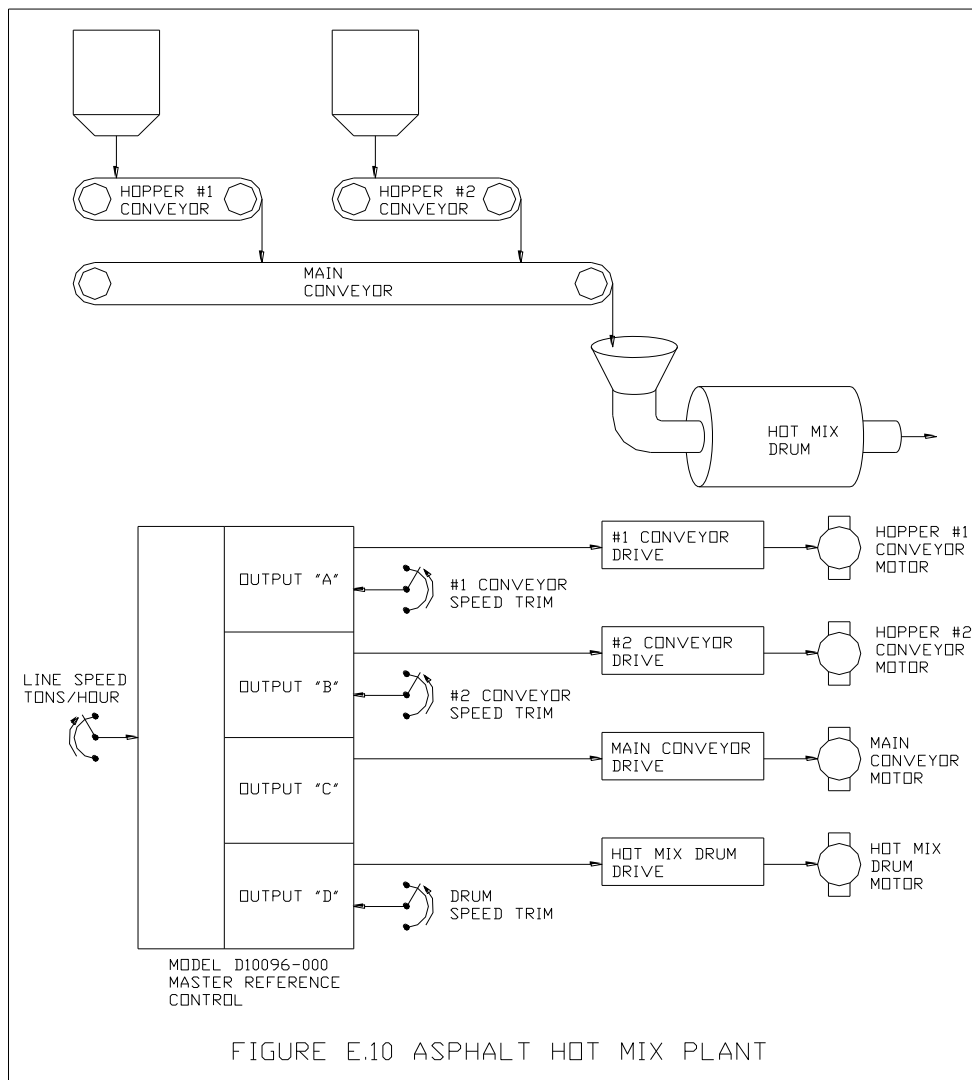 HOPPER #1
CONVEYOR
HOPPER #2
CONVEYOR
MAIN
CONVEYOR
HOT MIX
DRUM
OUTPUT "A"
#1 CONVEYOR
SPEED TRIM
#1 CONVEYOR
DRIVE
HOPPER #1
CONVEYOR
MOTOR
LINE SPEED
TONS/HOUR
OUTPUT "B"
#2 CONVEYOR
SPEED TRIM
#2 CONVEYOR
DRIVE
HOPPER #2
CONVEYOR
MOTOR
OUTPUT "C"
MAIN CONVEYOR
DRIVE
MAIN
CONVEYOR
MOTOR
OUTPUT "D"
DRUM
SPEED TRIM
HOT MIX DRUM
DRIVE
HOT MIX
DRUM
MOTOR
MODEL D10096-000
MASTER REFERENCE
CONTROL
FIGURE E.10 ASPHALT HOT MIX PLANT